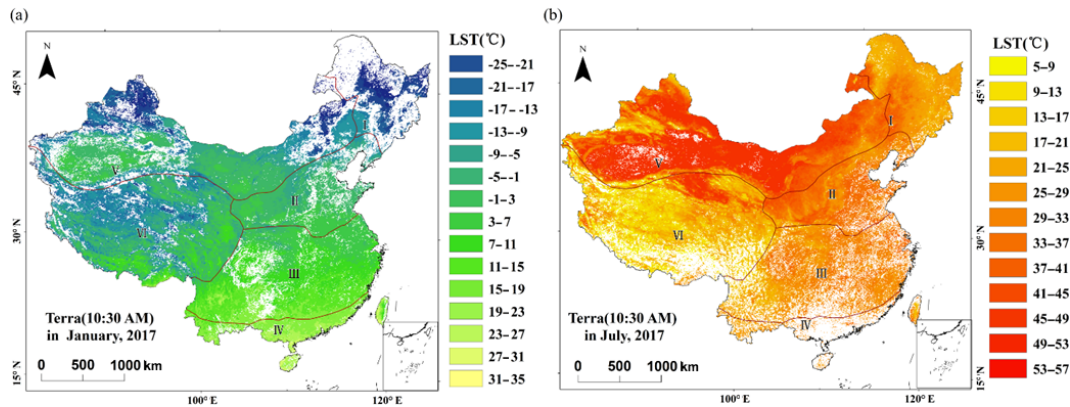 (a)
N
LST(℃)
-25--21
-21--17
-17--13
-13--9
-9--5
-5--1
-1-3
3-7
7-11
11-15
15-19
19-23
23-27
27-31
31-35
45° N
30° N
15° N
V
VI
II
III
IV
Terra(10:30 AM)
in January, 2017
0 500 1000 km
100° E
120° E
(b)
N
LST(℃)
5–9
9–13
13–17
17–21
21–25
25–29
29–33
33–37
37–41
41–45
45–49
49–53
53–57
45° N
30° N
15° N
I
V
II
VI
III
IV
Terra(10:30 AM)
in July, 2017
0 500 1000 km
100° E
120° E